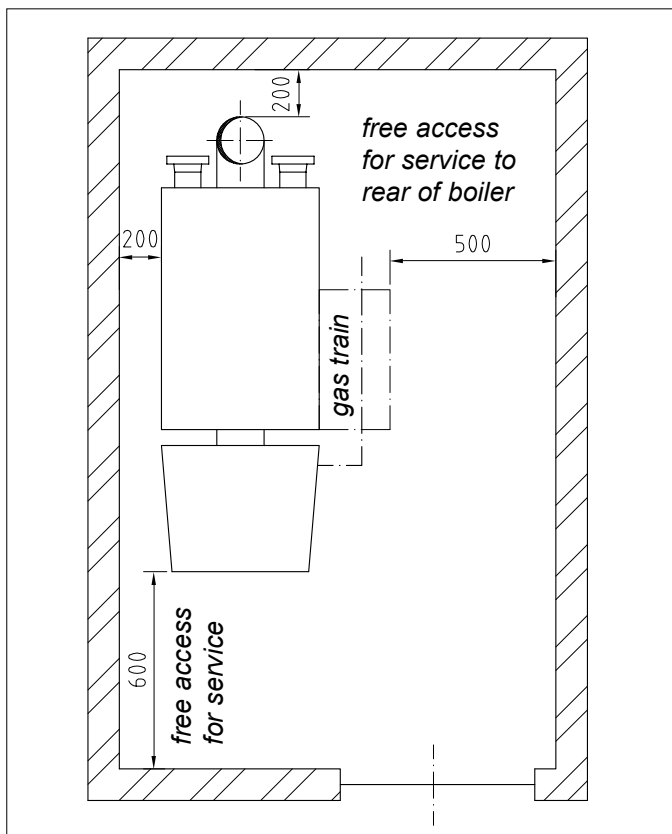 200
free access
for service to
rear of boiler
200
500
gas train
600
free access
for service